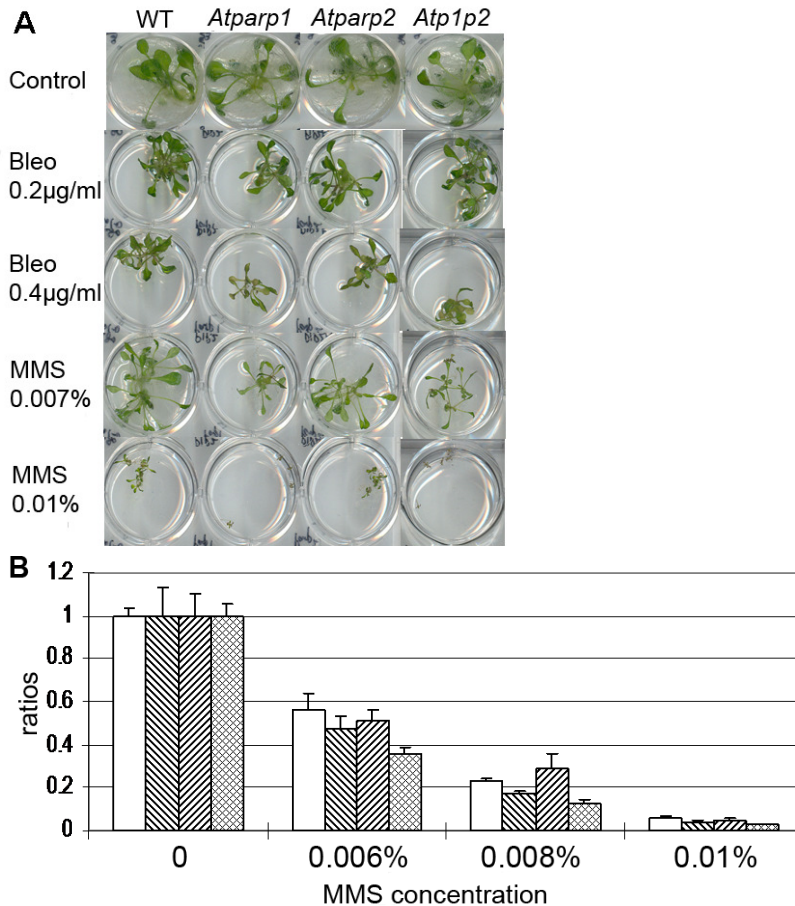 A
WT Atparp1 Atparp2 Atp1p2
Control
Bleo
0.2µg/ml
Bleo
0.4µg/ml
MMS
0.007%
MMS
0.01%
B
ratios
1.2
1
0.8
0.6
0.4
0.2
0
0 0.006% 0.008% 0.01%
MMS concentration